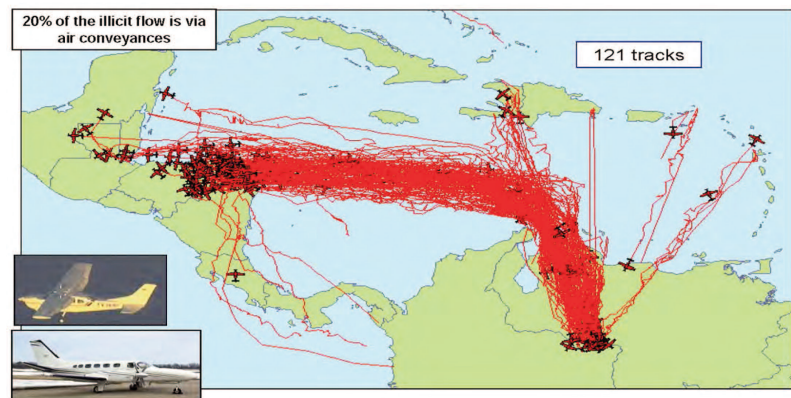 20% of the illicit flow is via
air conveyances
121 tracks